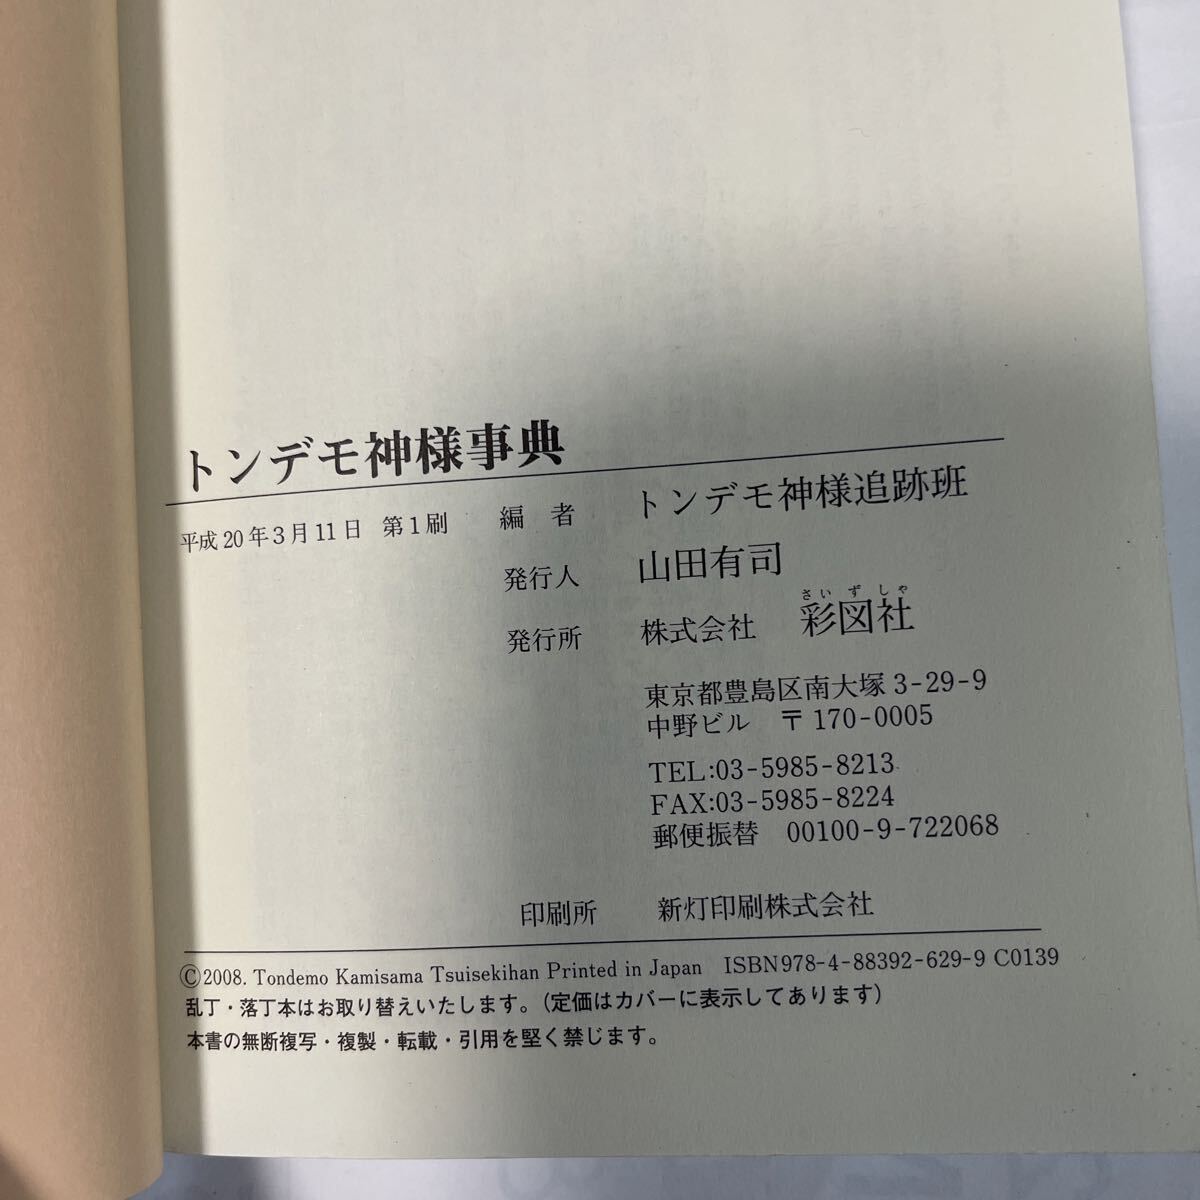 トンデモ神様事典
平成20年3月11日 第1刷
編者 トンデモ神様追跡班
発行人 山田有司
さいずしゃ
発行所 株式会社 彩図社
東京都豊島区南大塚3-29-9
中野ビル 〒170-0005
TEL:03-5985-8213
FAX:03-5985-8224
郵便振替 00100-9-722068
印刷所 新灯印刷株式会社
©2008. Tondemo Kamisama Tsuisekihan Printed in Japan ISBN978-4-88392-629-9 C0139
乱丁・落丁本はお取り替えいたします。(定価はカバーに表示してあります)
本書の無断複写・複製・転載・引用を堅く禁じます。